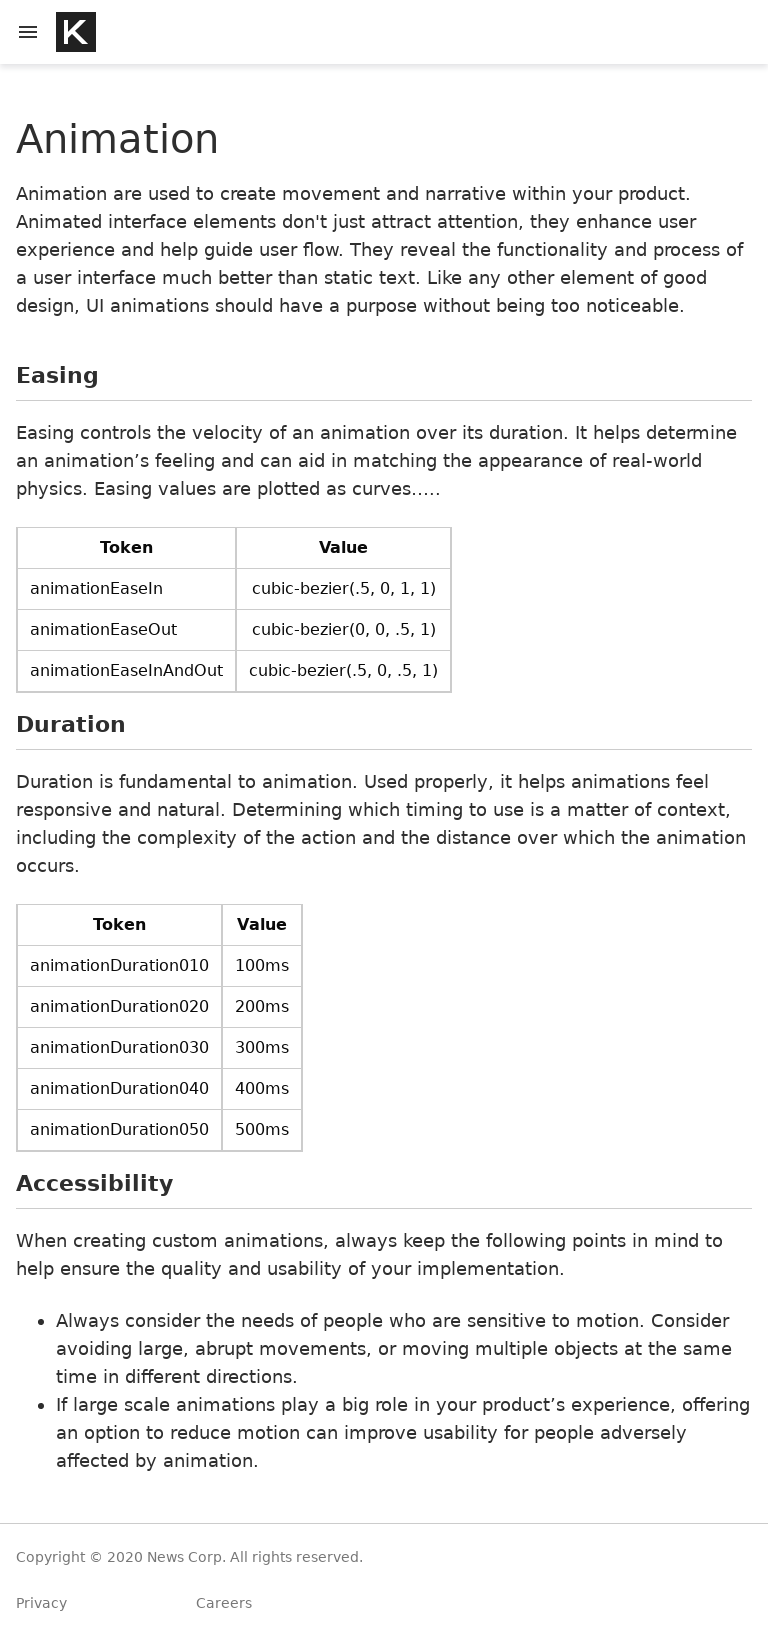 K
Animation
Animation are used to create movement and narrative within your product.
Animated interface elements don't just attract attention, they enhance user
experience and help guide user flow. They reveal the functionality and process of
a user interface much better than static text. Like any other element of good
design, UI animations should have a purpose without being too noticeable.
Easing
Easing controls the velocity of an animation over its duration. It helps determine
an animation’s feeling and can aid in matching the appearance of real-world
physics. Easing values are plotted as curves…..
Token Value
animationEaseIn cubic-bezier(.5, 0, 1, 1)
animationEaseOut cubic-bezier(0, 0, .5, 1)
animationEaseInAndOut cubic-bezier(.5, 0, .5, 1)
Duration
Duration is fundamental to animation. Used properly, it helps animations feel
responsive and natural. Determining which timing to use is a matter of context,
including the complexity of the action and the distance over which the animation
occurs.
Token Value
animationDuration010 100ms
animationDuration020 200ms
animationDuration030 300ms
animationDuration040 400ms
animationDuration050 500ms
Accessibility
When creating custom animations, always keep the following points in mind to
help ensure the quality and usability of your implementation.
• Always consider the needs of people who are sensitive to motion. Consider
avoiding large, abrupt movements, or moving multiple objects at the same
time in different directions.
• If large scale animations play a big role in your product’s experience, offering
an option to reduce motion can improve usability for people adversely
affected by animation.
Copyright © 2020 News Corp. All rights reserved.
Privacy Careers